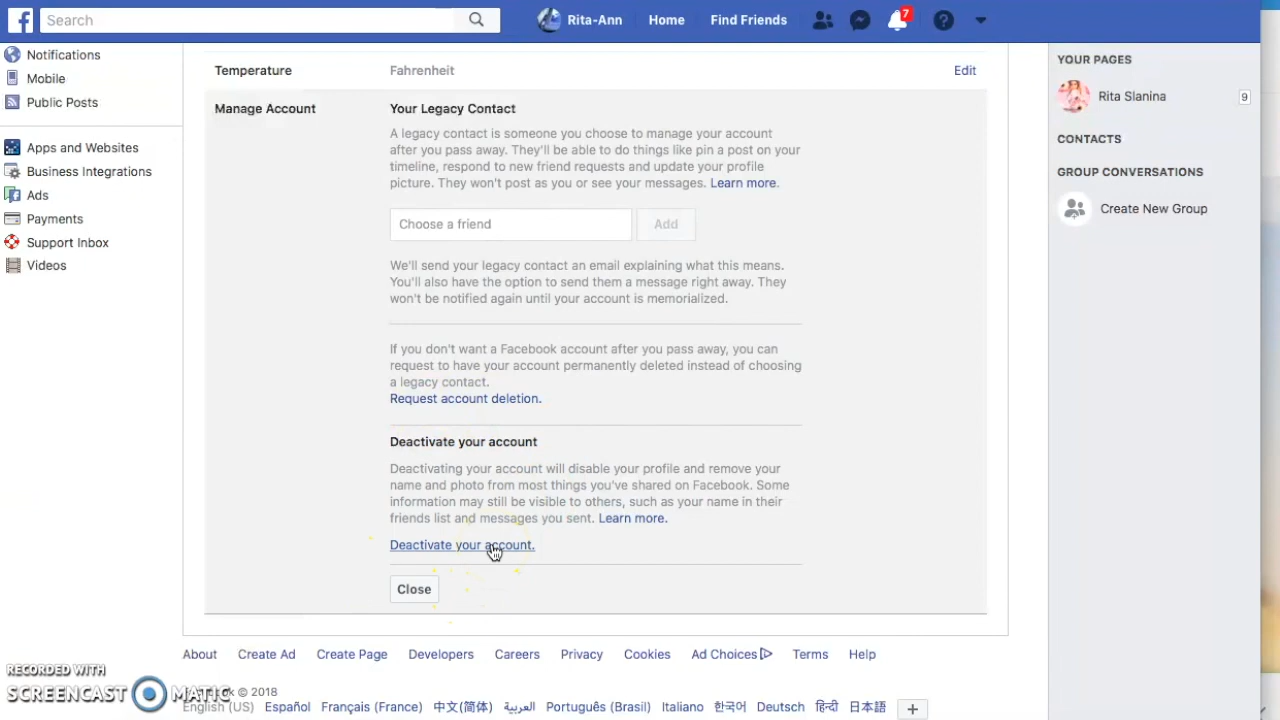 Search
Rita-Ann
Home
Find Friends
7
Notifications
Mobile
Public Posts
Apps and Websites
Business Integrations
Ads
Payments
Support Inbox
Videos
Temperature
Fahrenheit
Edit
Manage Account
Your Legacy Contact
A legacy contact is someone you choose to manage your account
after you pass away. They'll be able to do things like pin a post on your
timeline, respond to new friend requests and update your profile
picture. They won't post as you or see your messages. Learn more.
Choose a friend
Add
We'll send your legacy contact an email explaining what this means.
You'll also have the option to send them a message right away. They
won't be notified again until your account is memorialized.
If you don't want a Facebook account after you pass away, you can
request to have your account permanently deleted instead of choosing
a legacy contact.
Request account deletion.
Deactivate your account
Deactivating your account will disable your profile and remove your
name and photo from most things you've shared on Facebook. Some
information may still be visible to others, such as your name in their
friends list and messages you sent. Learn more.
Deactivate your account.
Close
YOUR PAGES
Rita Slanina
9
CONTACTS
GROUP CONVERSATIONS
Create New Group
About Create Ad Create Page Developers Careers Privacy Cookies Ad Choices Terms Help
© 2018
English (US) Español Français (France) 中文(简体) العربية Português (Brasil) Italiano 한국어 Deutsch हिन्दी 日本語
RECORDED WITH
SCREENCAST MATIC